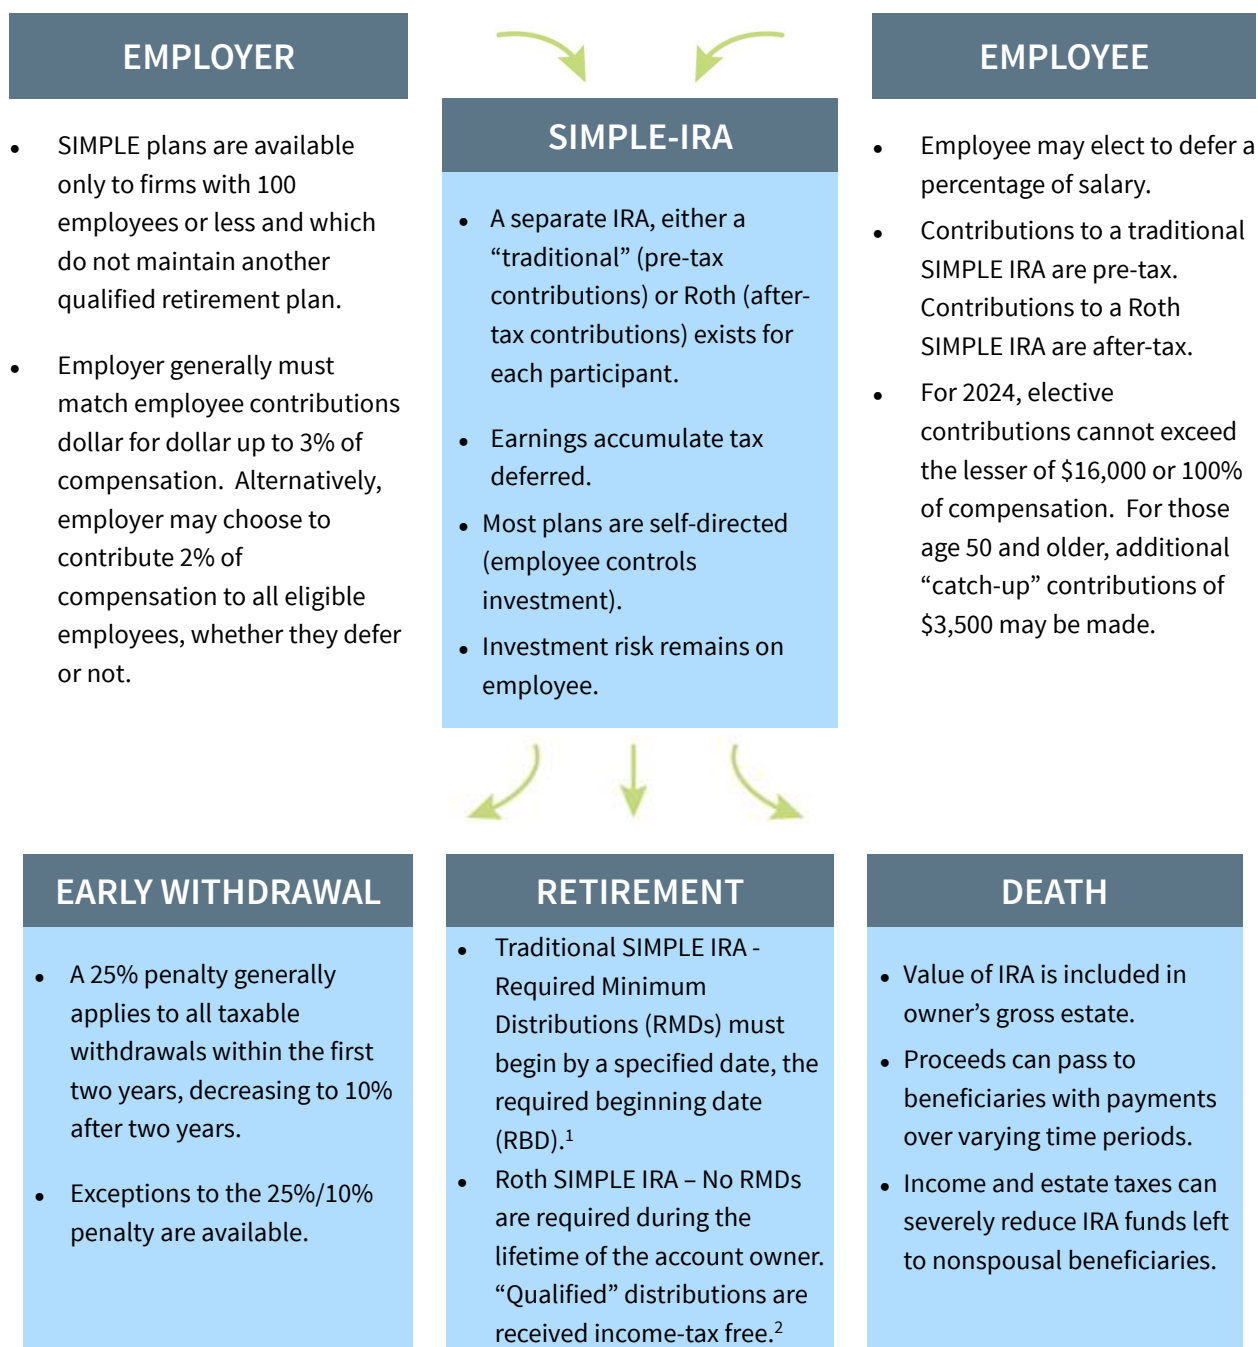 EMPLOYER
• SIMPLE plans are available
only to firms with 100
employees or less and which
do not maintain another
qualified retirement plan.
• Employer generally must
match employee contributions
dollar for dollar up to 3% of
compensation.  Alternatively,
employer may choose to
contribute 2% of
compensation to all eligible
employees, whether they defer
or not.
SIMPLE-IRA
• A separate IRA, either a
“traditional” (pre-tax
contributions) or Roth (after-
tax contributions) exists for
each participant.
• Earnings accumulate tax
deferred.
• Most plans are self-directed
(employee controls
investment).
• Investment risk remains on
employee.
EMPLOYEE
• Employee may elect to defer a
percentage of salary.
• Contributions to a traditional
SIMPLE IRA are pre-tax.
Contributions to a Roth
SIMPLE IRA are after-tax.
• For 2024, elective
contributions cannot exceed
the lesser of $16,000 or 100%
of compensation.  For those
age 50 and older, additional
“catch-up” contributions of
$3,500 may be made.
EARLY WITHDRAWAL
• A 25% penalty generally
applies to all taxable
withdrawals within the first
two years, decreasing to 10%
after two years.
• Exceptions to the 25%/10%
penalty are available.
RETIREMENT
• Traditional SIMPLE IRA -
Required Minimum
Distributions (RMDs) must
begin by a specified date, the
required beginning date
(RBD).¹
• Roth SIMPLE IRA – No RMDs
are required during the
lifetime of the account owner.
“Qualified” distributions are
received income-tax free.²
DEATH
• Value of IRA is included in
owner’s gross estate.
• Proceeds can pass to
beneficiaries with payments
over varying time periods.
• Income and estate taxes can
severely reduce IRA funds left
to nonspousal beneficiaries.